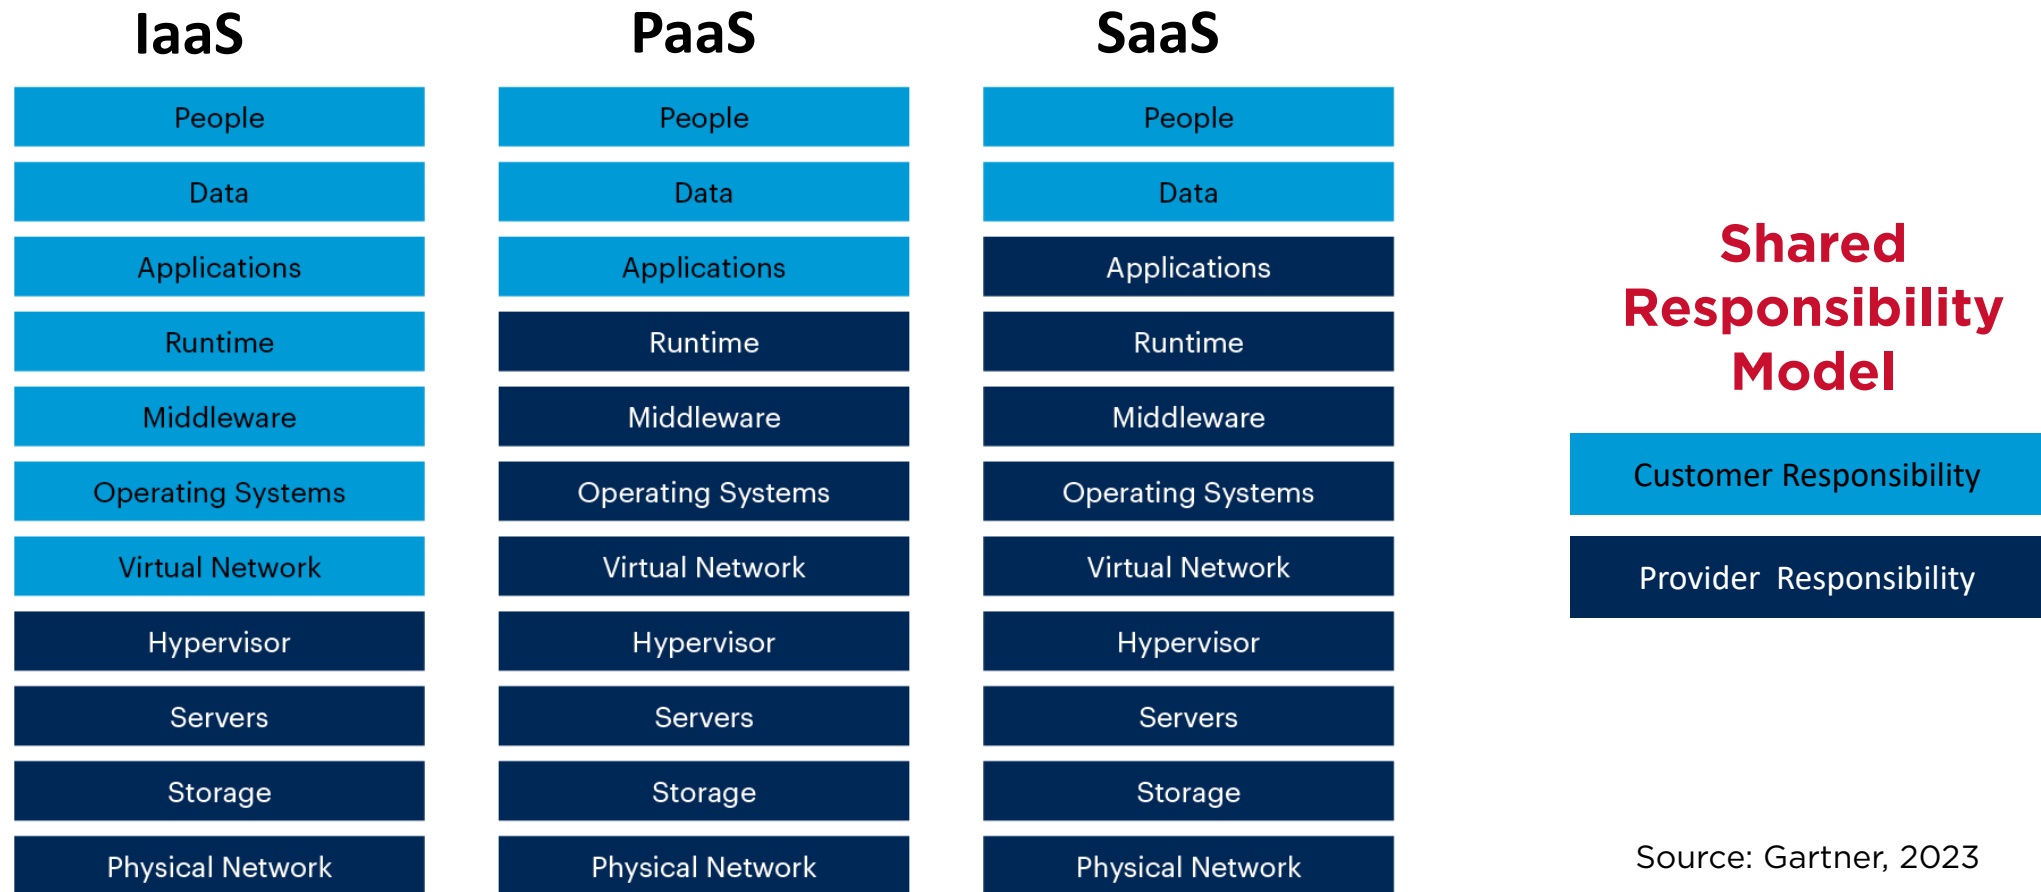 IaaS
People
Data
Applications
Runtime
Middleware
Operating Systems
Virtual Network
Hypervisor
Servers
Storage
Physical Network
PaaS
People
Data
Applications
Runtime
Middleware
Operating Systems
Virtual Network
Hypervisor
Servers
Storage
Physical Network
SaaS
People
Data
Applications
Runtime
Middleware
Operating Systems
Virtual Network
Hypervisor
Servers
Storage
Physical Network
Shared
Responsibility
Model
Customer Responsibility
Provider  Responsibility
Source: Gartner, 2023